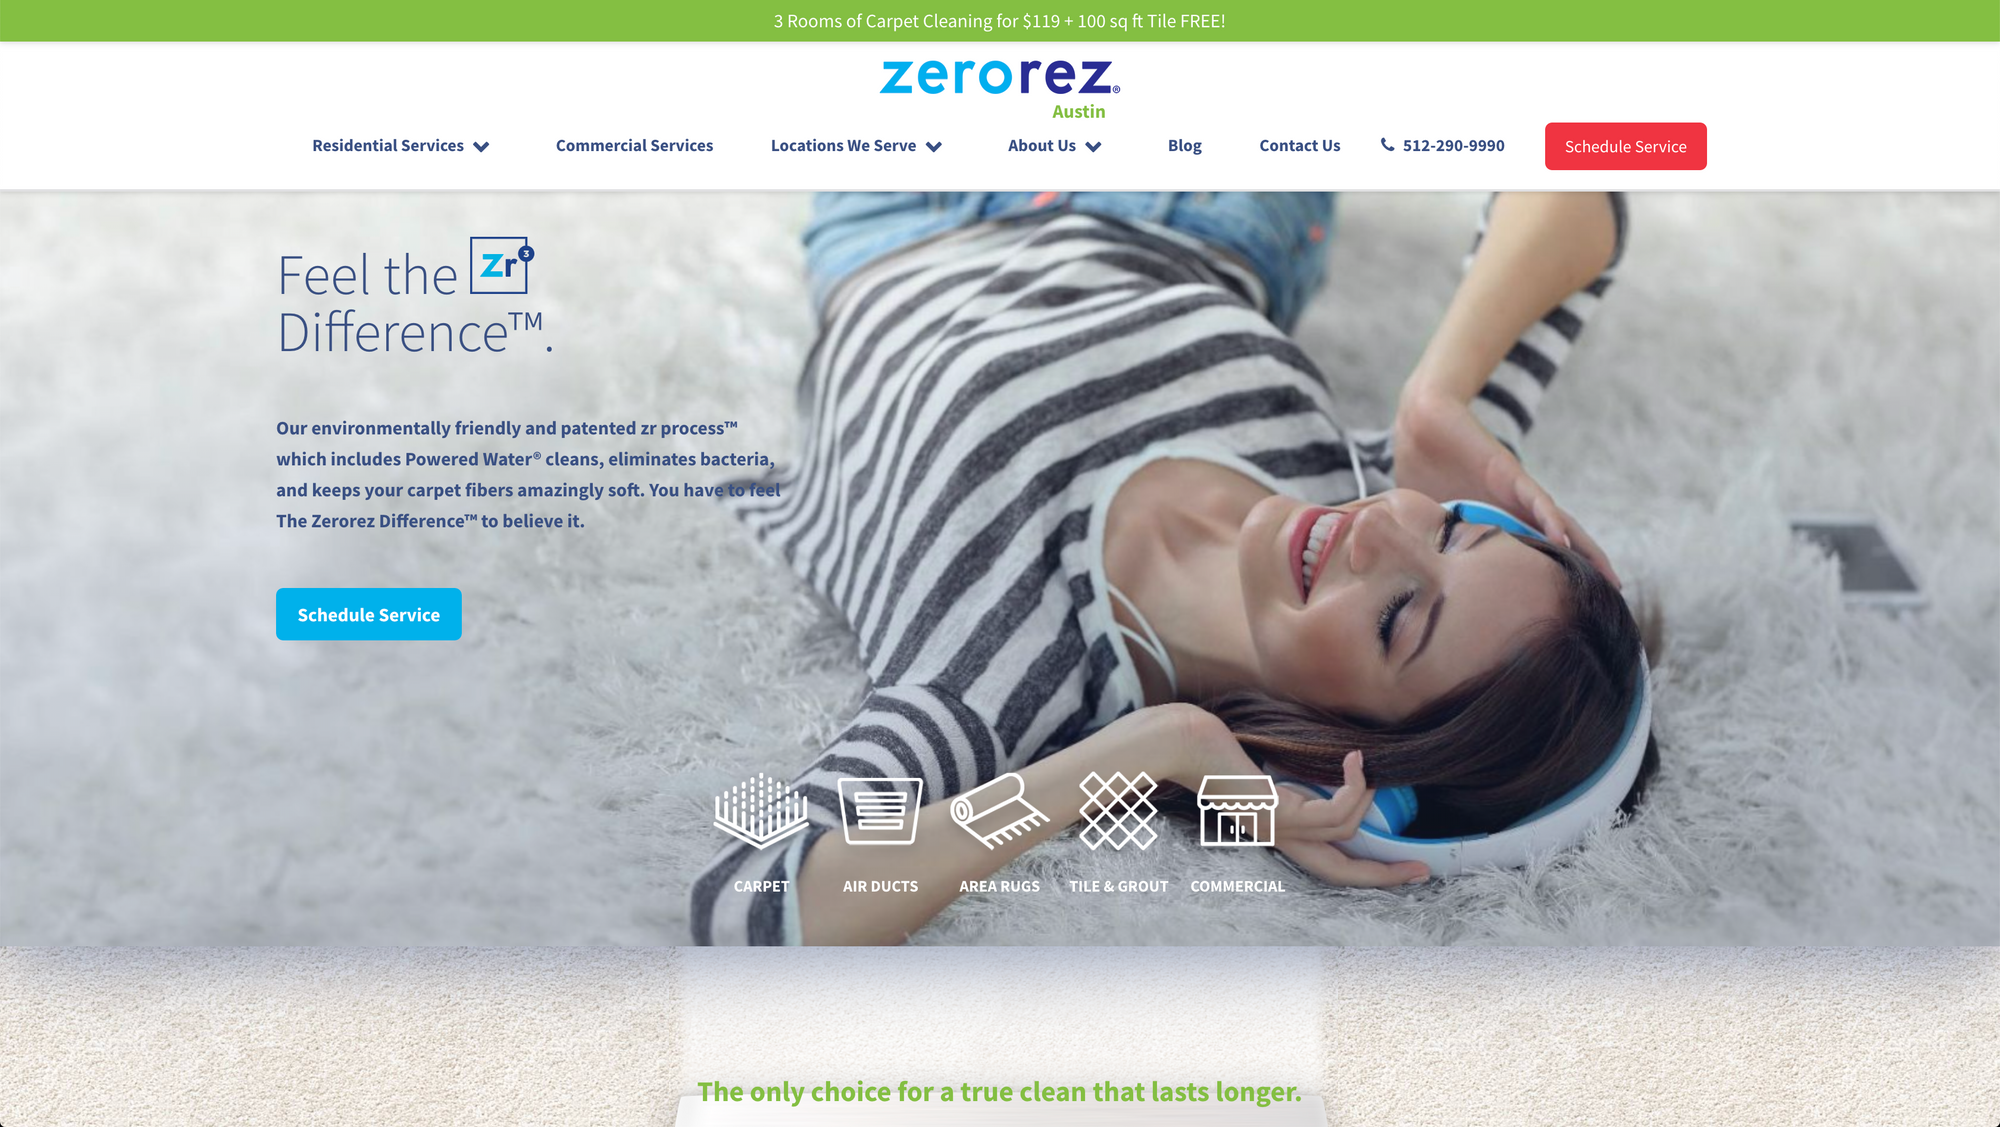 3 Rooms of Carpet Cleaning for $119 + 100 sq ft Tile FREE!
zerorez®
Austin
Residential Services
Commercial Services
Locations We Serve
About Us
Blog
Contact Us
512-290-9990
Schedule Service
Feel the Zr3
Difference™.
Our environmentally friendly and patented zr process™
which includes Powered Water® cleans, eliminates bacteria,
and keeps your carpet fibers amazingly soft. You have to feel
The Zerorez Difference™ to believe it.
Schedule Service
CARPET
AIR DUCTS
AREA RUGS
TILE & GROUT
COMMERCIAL
The only choice for a true clean that lasts longer.